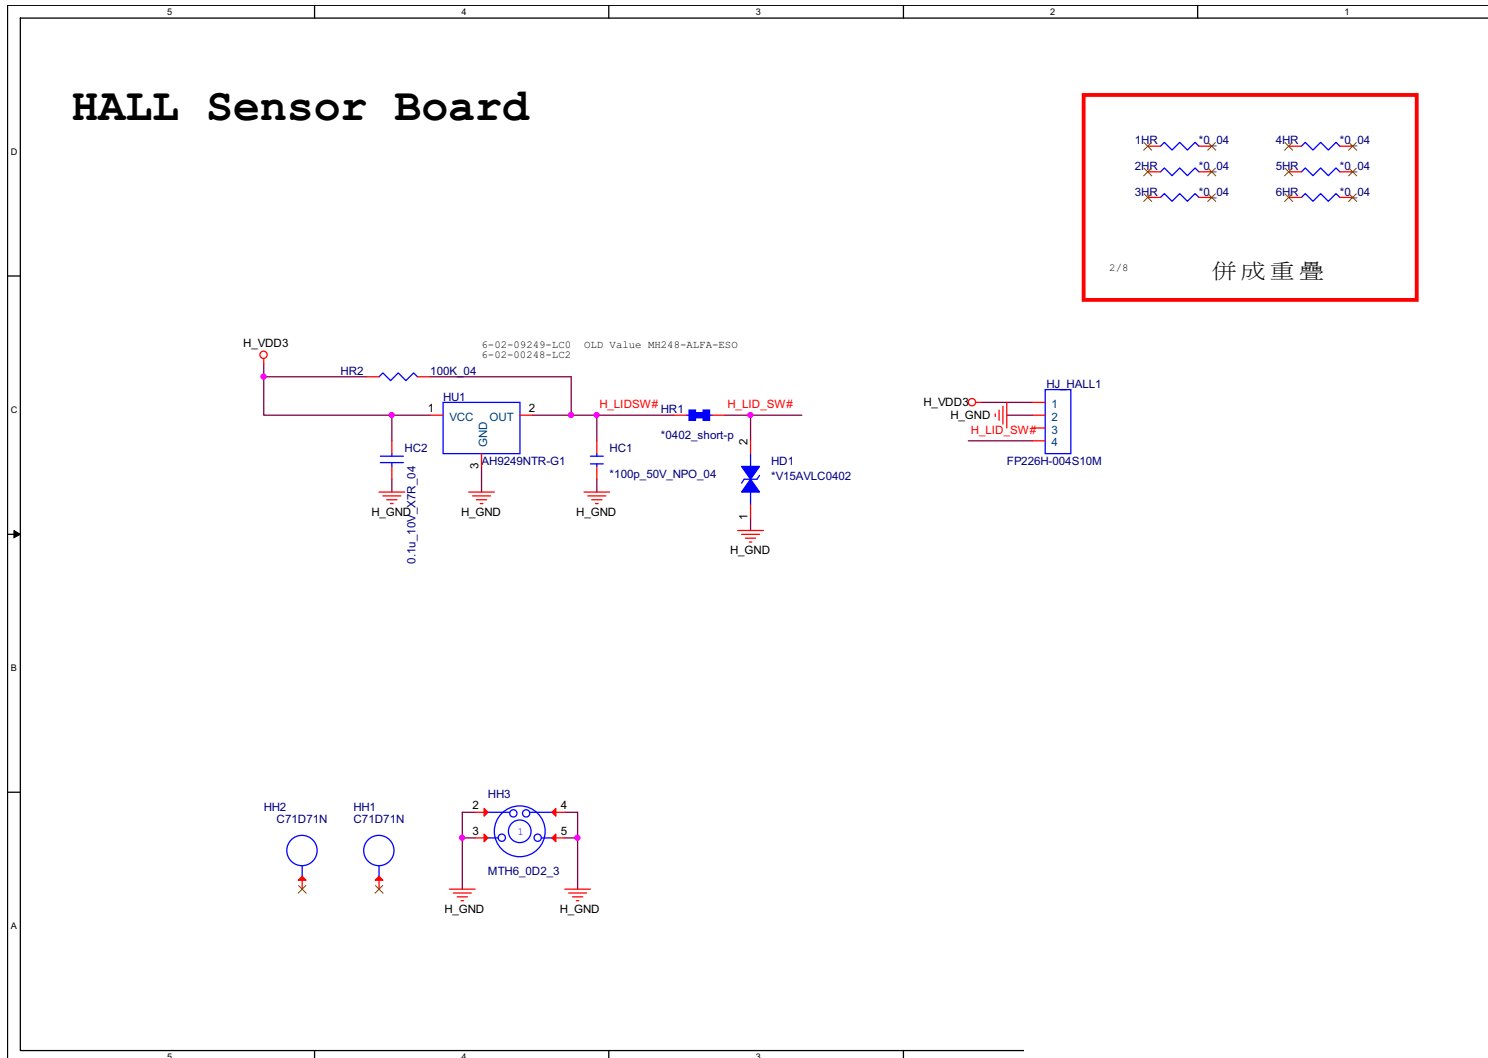 5 4 3 2 1
HALL Sensor Board
D
1HR *0_04 4HR *0_04
2HR *0_04 5HR *0_04
3HR *0_04 6HR *0_04
2/8 併成重疊
H_VDD3
6-02-09249-LC0 OLD Value MH248-ALFA-ESO
6-02-00248-LC2
HR2 100K_04
HJ_HALL1
C
HU1
1 VCC OUT 2
GND
3
AH9249NTR-G1
H_LIDSW# HR1 H_LID_SW#
*0402_short-p
HC2
0.1u_10V_X7R_04
HC1
*100p_50V_NPO_04
2
HD1
*V15AVLC0402
1
H_GND
H_GND
H_GND
H_GND
H_VDD3 1
H_GND 2
H_LID_SW# 3
4
FP226H-004S10M
B
HH2
C71D71N
HH1
C71D71N
HH3
2 4
3 1 5
MTH6_0D2_3
H_GND
H_GND
A
5 4 3